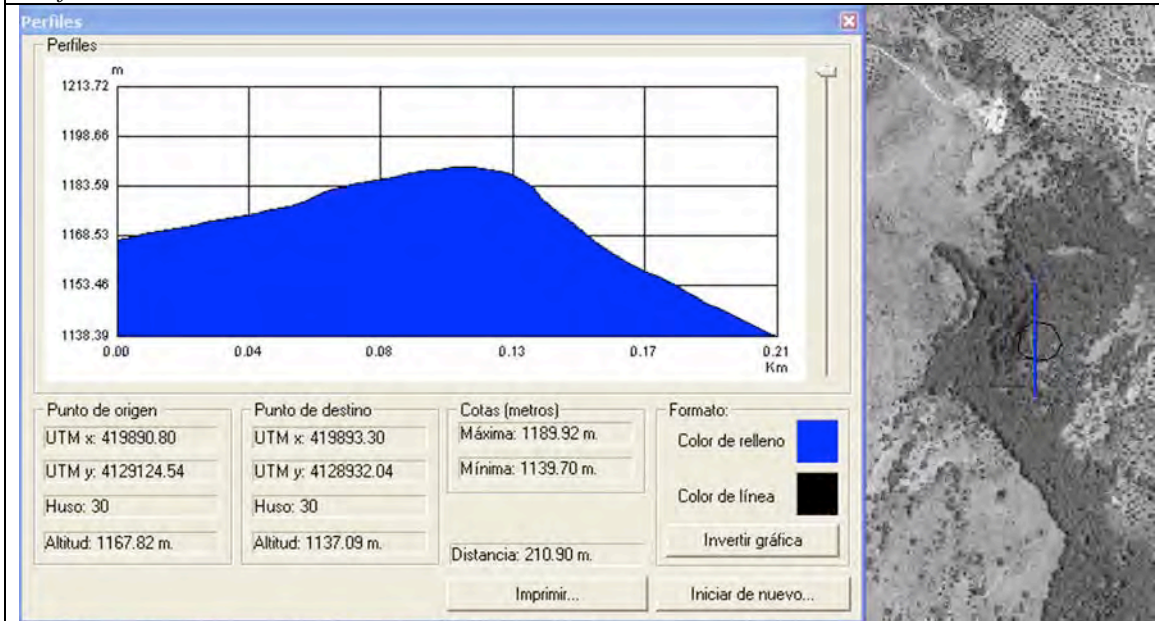 Perfiles
Perfiles
m
1213.72
1198.66
1183.59
1168.53
1153.46
1138.39
0.00 0.04 0.08 0.13 0.17 0.21
Km
Punto de origen
UTM x: 419890.80
UTM y: 4129124.54
Huso: 30
Altitud: 1167.82 m.
Punto de destino
UTM x: 419893.30
UTM y: 4128932.04
Huso: 30
Altitud: 1137.09 m.
Cotas (metros)
Máxima: 1189.92 m.
Mínima: 1139.70 m.
Distancia: 210.90 m.
Formato:
Color de relleno
Color de línea
Invertir gráfica
Imprimir...
Iniciar de nuevo...